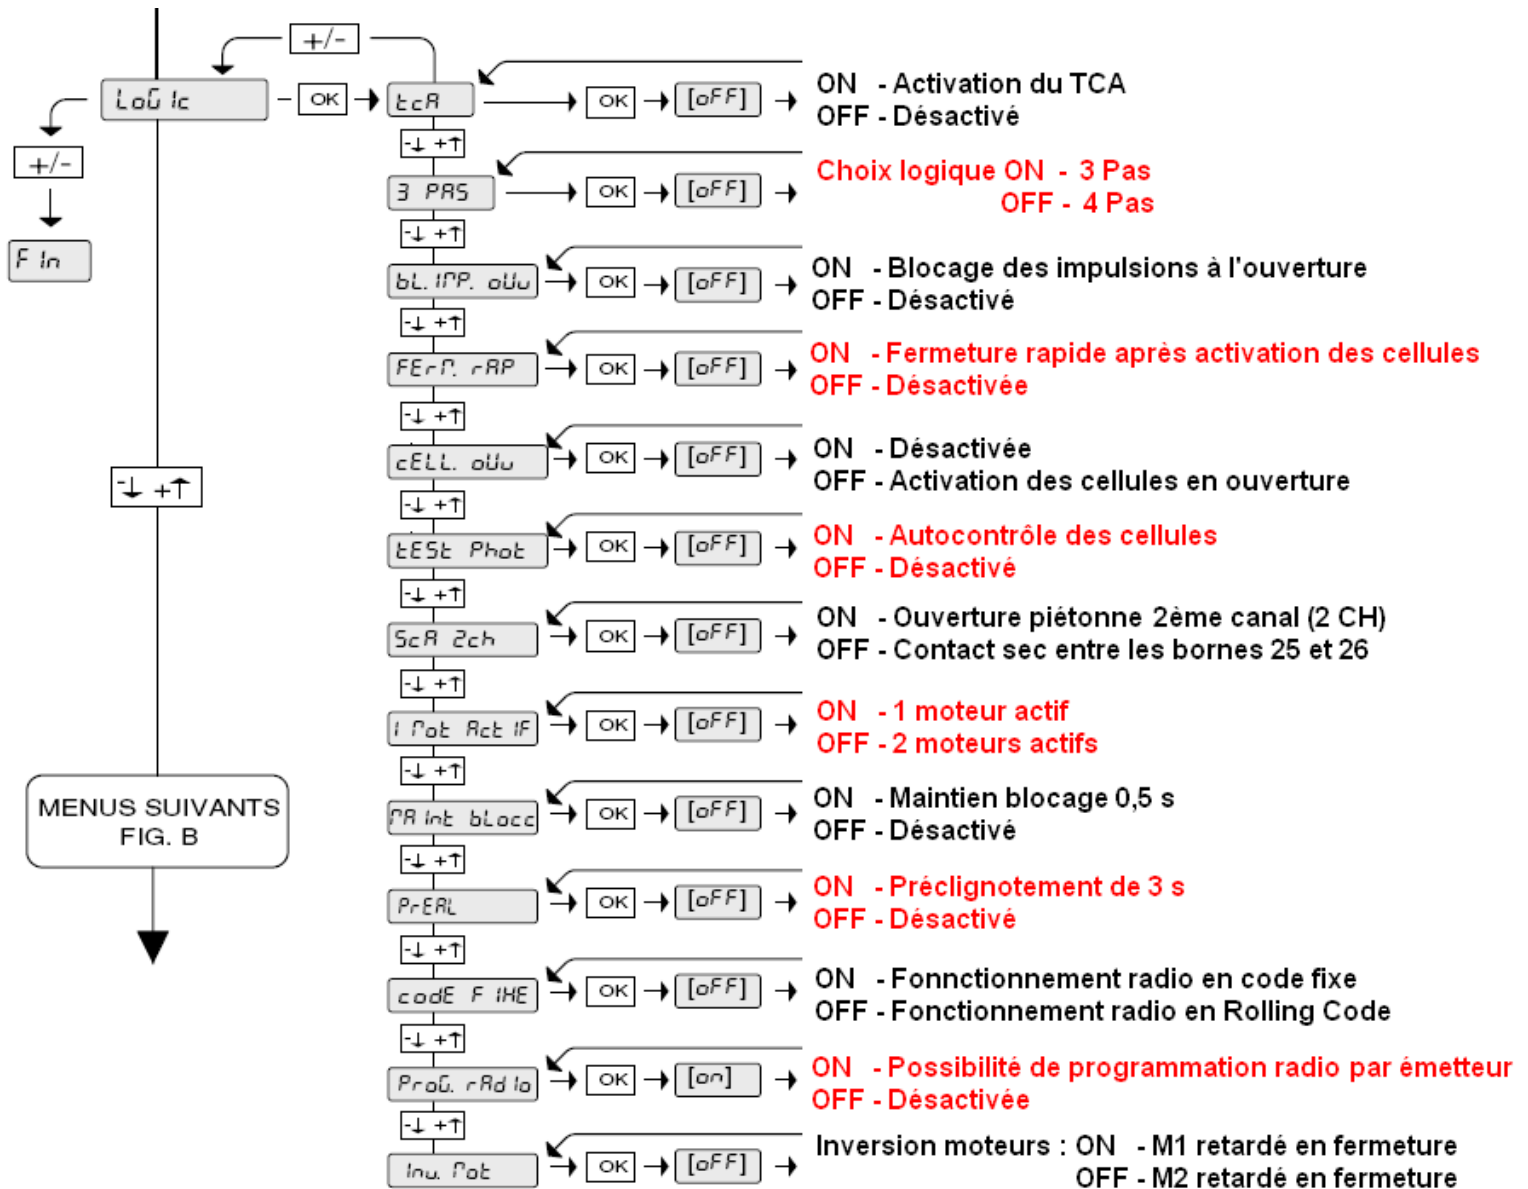 +/-
LoGIc
OK
tcA
OK
[oFF]
ON - Activation du TCA
OFF - Désactivé
-↓ +↑
+/-
3 PAS
OK
[oFF]
Choix logique ON - 3 Pas
OFF - 4 Pas
-↓ +↑
FIn
bL. IMP. oUv
OK
[oFF]
ON - Blocage des impulsions à l'ouverture
OFF - Désactivé
-↓ +↑
FErM. rAP
OK
[oFF]
ON - Fermeture rapide après activation des cellules
OFF - Désactivée
-↓ +↑
cELL. oUv
OK
[oFF]
ON - Désactivée
OFF - Activation des cellules en ouverture
-↓ +↑
-↓ +↑
tESt Phot
OK
[oFF]
ON - Autocontrôle des cellules
OFF - Désactivé
-↓ +↑
ScA 2ch
OK
[oFF]
ON - Ouverture piétonne 2ème canal (2 CH)
OFF - Contact sec entre les bornes 25 et 26
-↓ +↑
1 Mot Act IF
OK
[oFF]
ON - 1 moteur actif
OFF - 2 moteurs actifs
-↓ +↑
MENUS SUIVANTS
FIG. B
MAInt bLocc
OK
[oFF]
ON - Maintien blocage 0,5 s
OFF - Désactivé
-↓ +↑
PrEAL
OK
[oFF]
ON - Préclignotement de 3 s
OFF - Désactivé
-↓ +↑
codE FIHE
OK
[oFF]
ON - Fonnctionnement radio en code fixe
OFF - Fonctionnement radio en Rolling Code
-↓ +↑
ProG. rAdIo
OK
[on]
ON - Possibilité de programmation radio par émetteur
OFF - Désactivée
-↓ +↑
Inv. Mot
OK
[oFF]
Inversion moteurs : ON - M1 retardé en fermeture
OFF - M2 retardé en fermeture